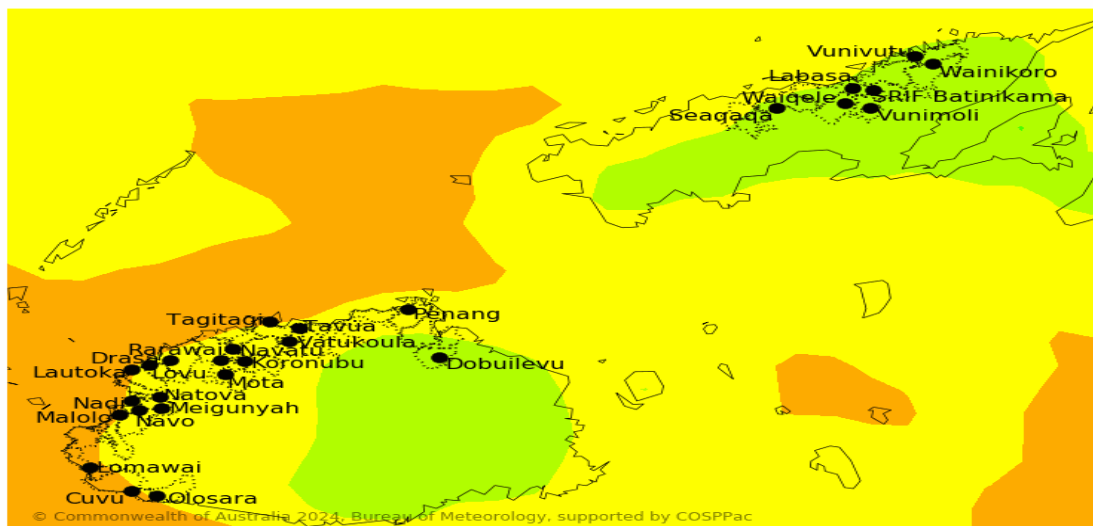 Vunivutu
Wainikoro
Labasa
SRIF Batinikama
Waiqele
Seaqaqa
Vunimoli
Penang
Tagitagi
Tavua
Vatukoula
Rarawai
Navatu
Drasa
Koronubu
Dobuilevu
Lautoka
Lovu
Mota
Natova
Nadi
Meigunyah
Malolo
Navo
Lomawai
Cuvu
Olosara
© Commonwealth of Australia 2024, Bureau of Meteorology, supported by COSPPac